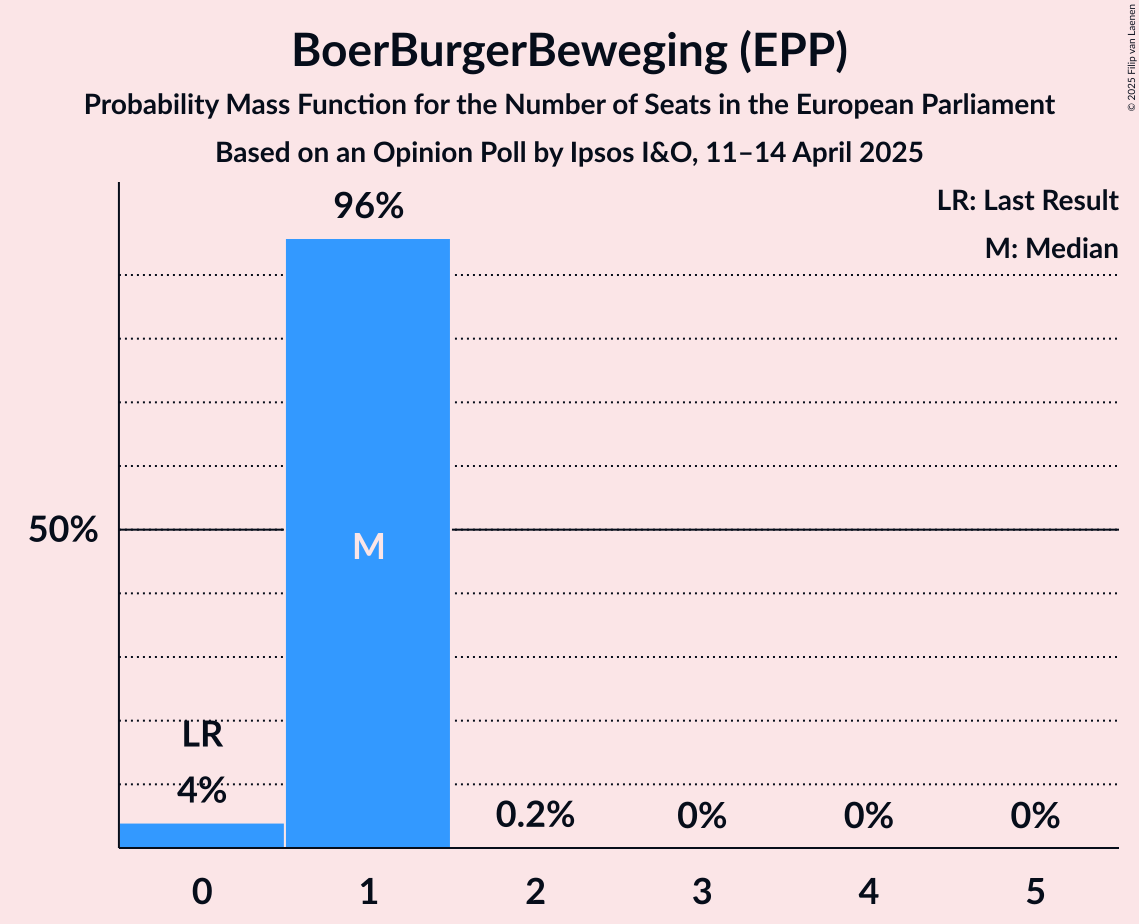 BoerBurgerBeweging (EPP)
Probability Mass Function for the Number of Seats in the European Parliament
Based on an Opinion Poll by Ipsos I&O, 11–14 April 2025
© 2025 Filip van Laenen
LR: Last Result
M: Median
96%
50%
M
LR
4%
0.2%
0%
0%
0%
0
1
2
3
4
5